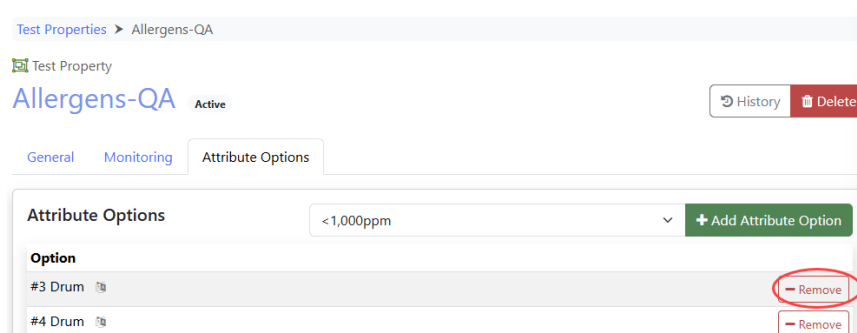 Test Properties > Allergens-QA
Test Property
Allergens-QA Active
History Delete
General Monitoring Attribute Options
Attribute Options <1,000ppm + Add Attribute Option
Option
#3 Drum − Remove
#4 Drum − Remove